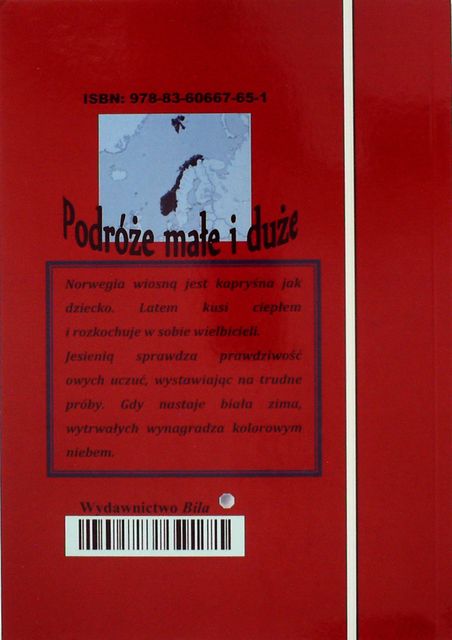 ISBN: 978-83-60667-65-1
Podróże małe i duże
Norwegia wiosną jest kapryśna jak
dziecko. Latem kusi ciepłem
i rozkochuje w sobie wielbicieli.
Jesienią sprawdza prawdziwość
owych uczuć, wystawiając na trudne
próby. Gdy nastaje biała zima,
wytrwałych wynagradza kolorowym
niebem.
Wydawnictwo Bila